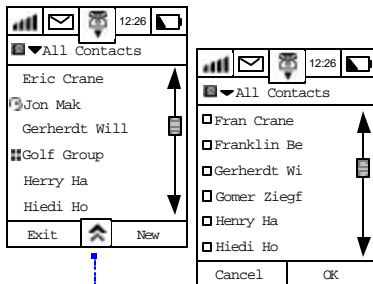 12:26
All Contacts
Eric Crane
Jon Mak
Gerherdt Will
Golf Group
Herry Ha
Hiedi Ho
Exit New
12:26
All Contacts
Fran Crane
Franklin Be
Gerherdt Wi
Gomer Ziegf
Henry Ha
Hiedi Ho
Cancel OK